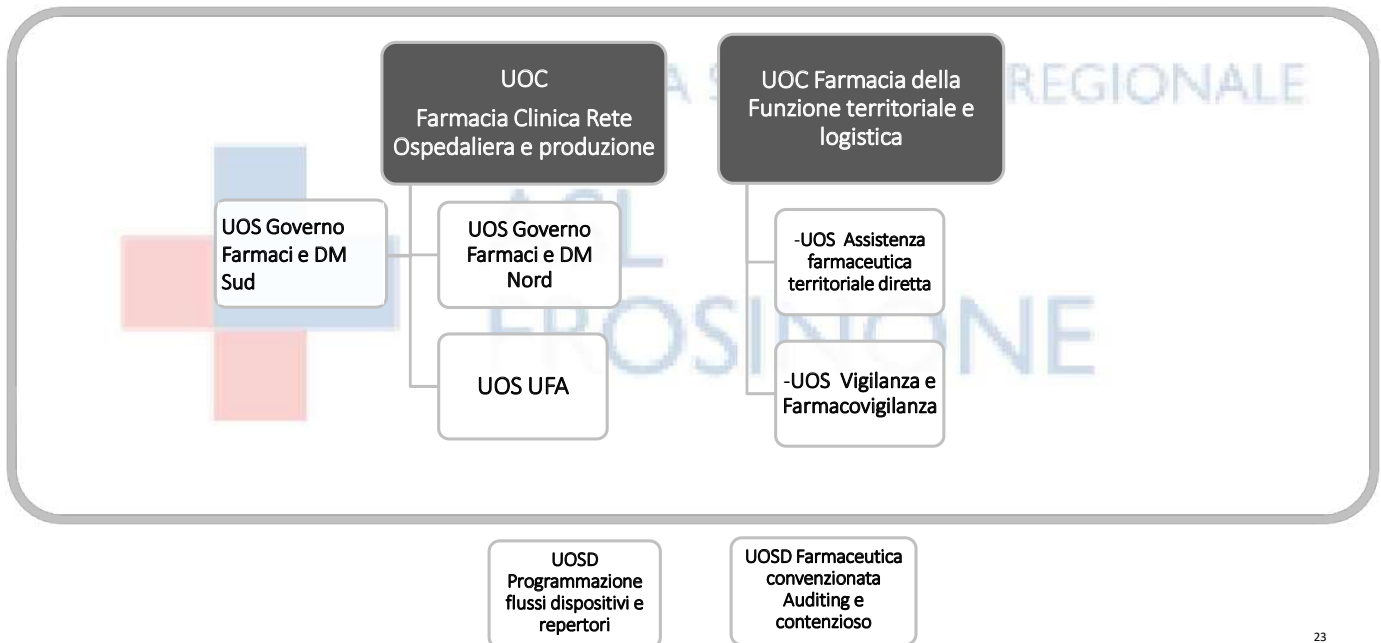 UOC
Farmacia Clinica Rete
Ospedaliera e produzione
UOC Farmacia della
Funzione territoriale e
logistica
REGIONALE
UOS Governo
Farmaci e DM
Sud
UOS Governo
Farmaci e DM
Nord
-UOS Assistenza
farmaceutica
territoriale diretta
FROSINONE
UOS UFA
-UOS Vigilanza e
Farmacovigilanza
UOSD
Programmazione
flussi dispositivi e
repertori
UOSD Farmaceutica
convenzionata
Auditing e
contenzioso
23